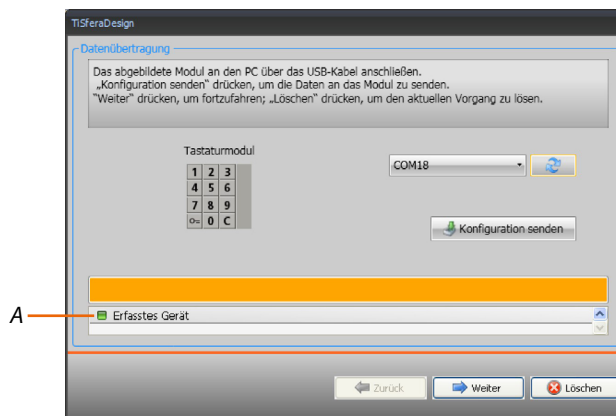 TiSferaDesign
Datenübertragung
Das abgebildete Modul an den PC über das USB-Kabel anschließen.
„Konfiguration senden" drücken, um die Daten an das Modul zu senden.
"Weiter" drücken, um fortzufahren; „Löschen" drücken, um den aktuellen Vorgang zu lösen.
Tastaturmodul
1 2 3
4 5 6
7 8 9
0 C
COM18
Konfiguration senden
A
Erfasstes Gerät
Zurück
Weiter
Löschen